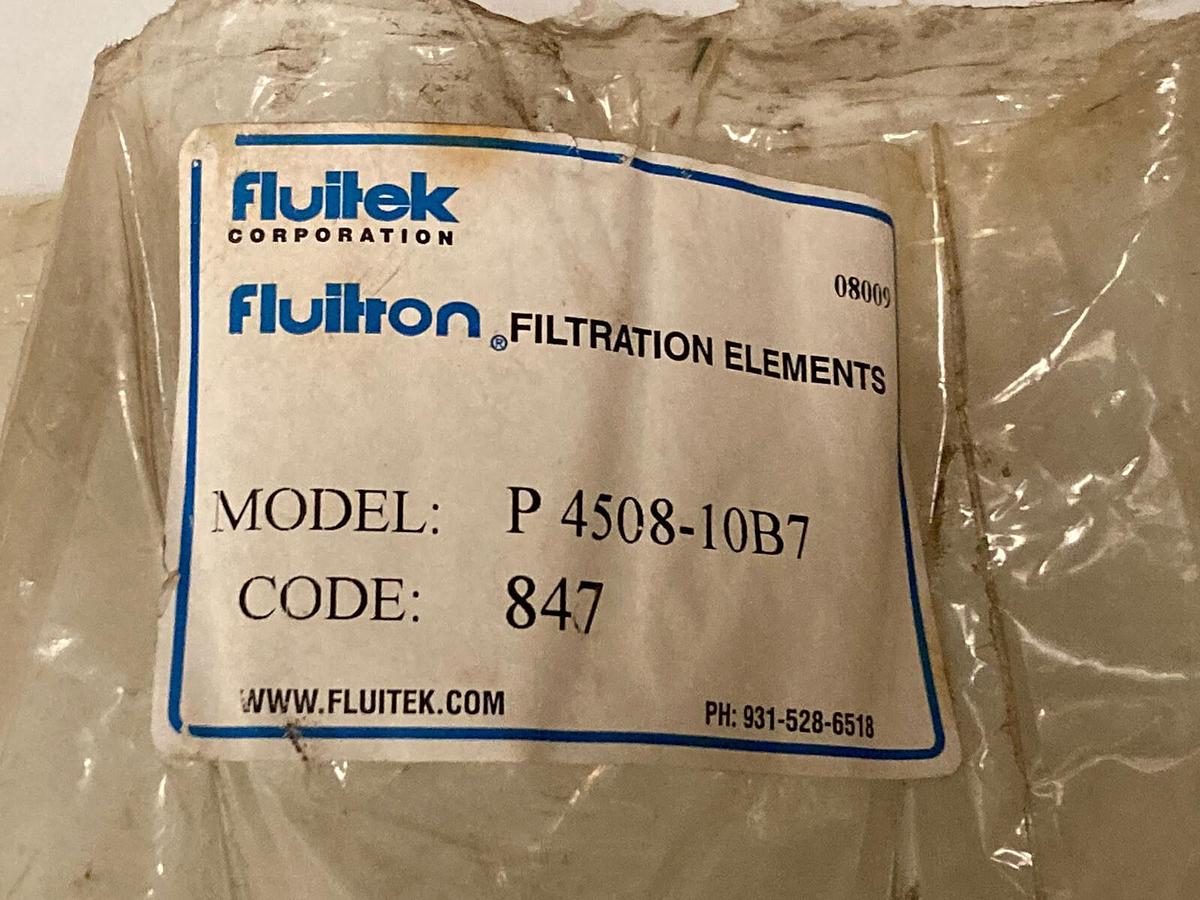 fluitek
CORPORATION
08009
fluitron ® FILTRATION ELEMENTS
MODEL: P 4508-10B7
CODE: 847
WWW.FLUITEK.COM PH: 931-528-6518